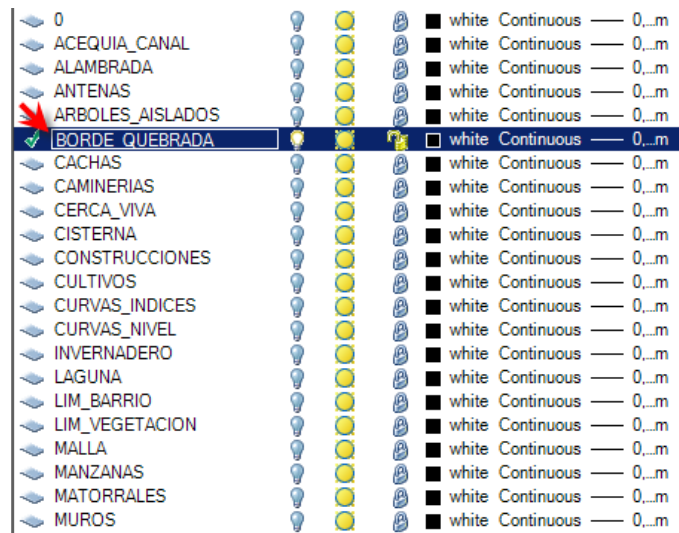 0 white Continuous 0,...m
ACEQUIA_CANAL white Continuous 0,...m
ALAMBRADA white Continuous 0,...m
ANTENAS white Continuous 0,...m
ARBOLES_AISLADOS white Continuous 0,...m
BORDE_QUEBRADA white Continuous 0,...m
CACHAS white Continuous 0,...m
CAMINERIAS white Continuous 0,...m
CERCA_VIVA white Continuous 0,...m
CISTERNA white Continuous 0,...m
CONSTRUCCIONES white Continuous 0,...m
CULTIVOS white Continuous 0,...m
CURVAS_INDICES white Continuous 0,...m
CURVAS_NIVEL white Continuous 0,...m
INVERNADERO white Continuous 0,...m
LAGUNA white Continuous 0,...m
LIM_BARRIO white Continuous 0,...m
LIM_VEGETACION white Continuous 0,...m
MALLA white Continuous 0,...m
MANZANAS white Continuous 0,...m
MATORRALES white Continuous 0,...m
MUROS white Continuous 0,...m